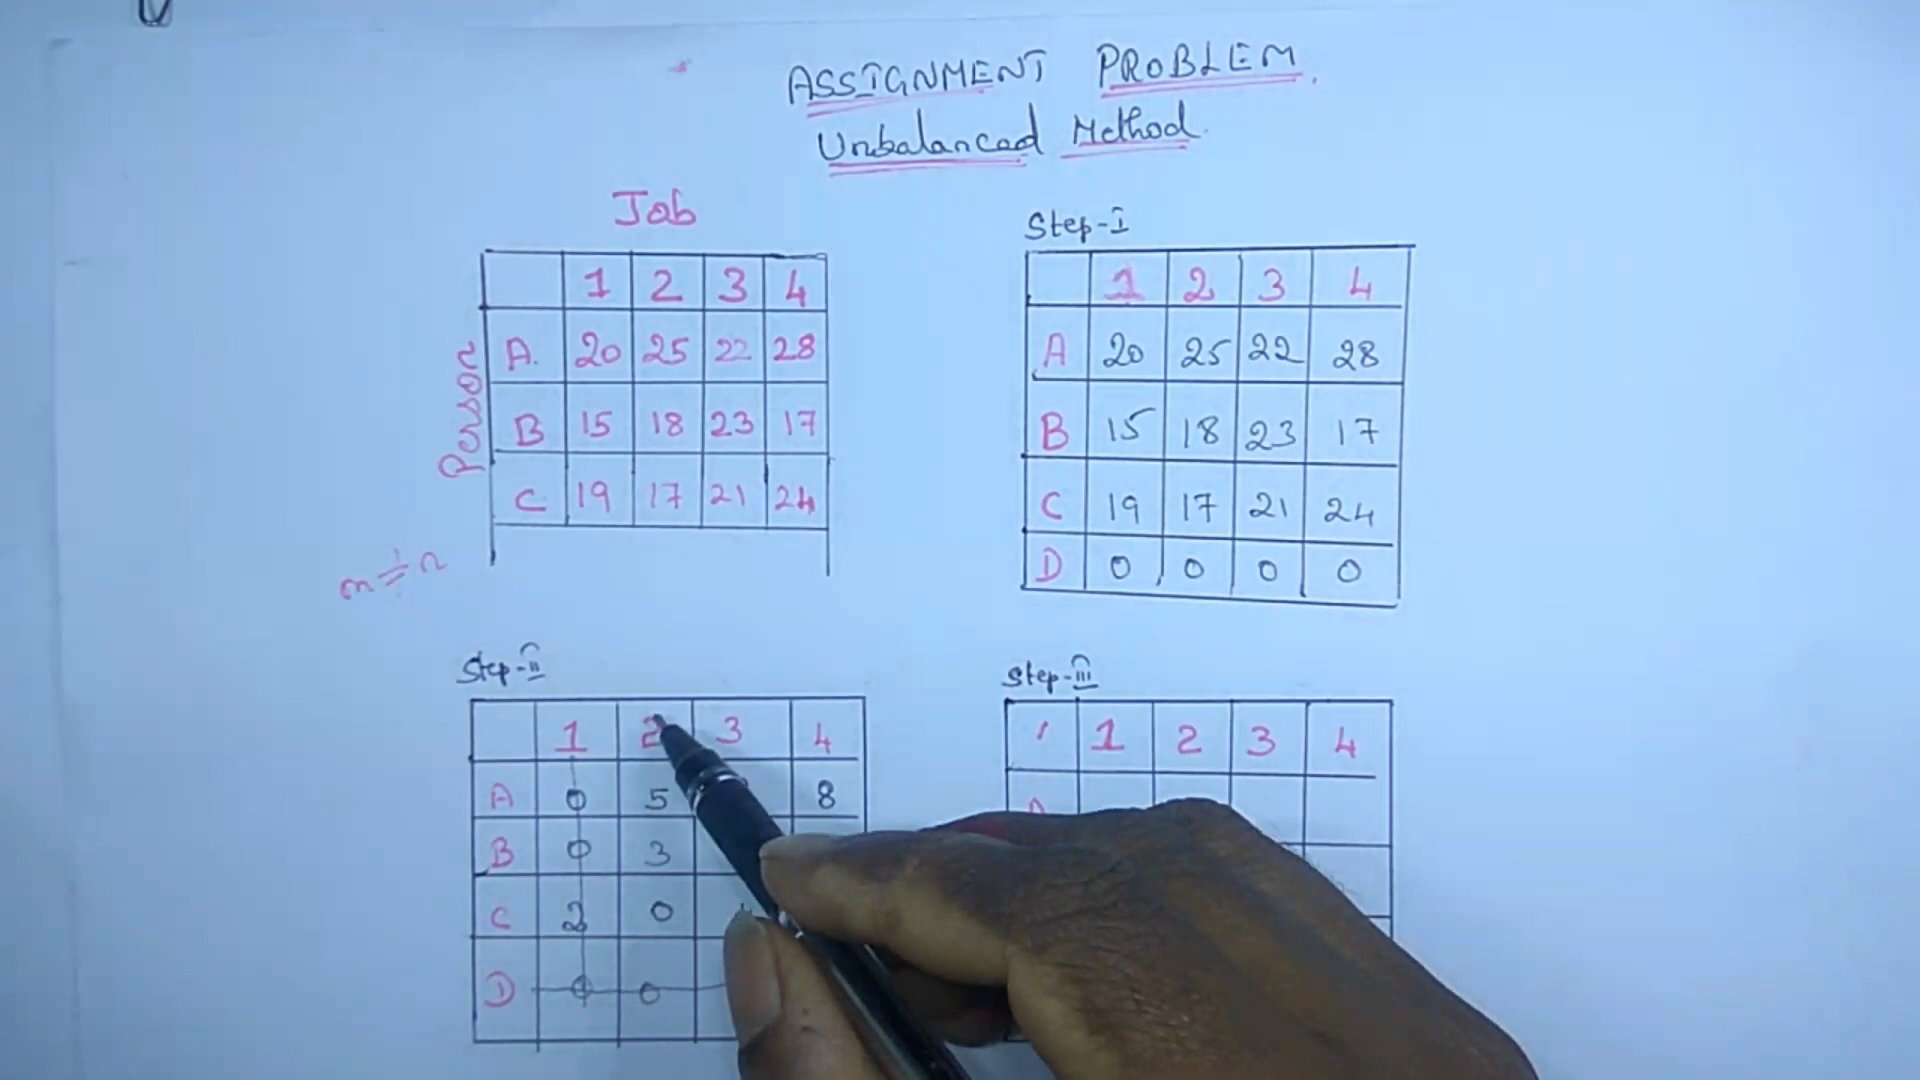 ASSIGNMENT PROBLEM.
Unbalanced Method.
Job
1 2 3 4
Person
A. 20 25 22 28
B 15 18 23 17
C 19 17 21 24
m ≠ n
Step-I
1 2 3 4
A 20 25 22 28
B 15 18 23 17
C 19 17 21 24
D 0 0 0 0
Step-II
1 2 3 4
A 0 5 8
B 0 3
C 2 0
D 0 0
Step-III
1 2 3 4